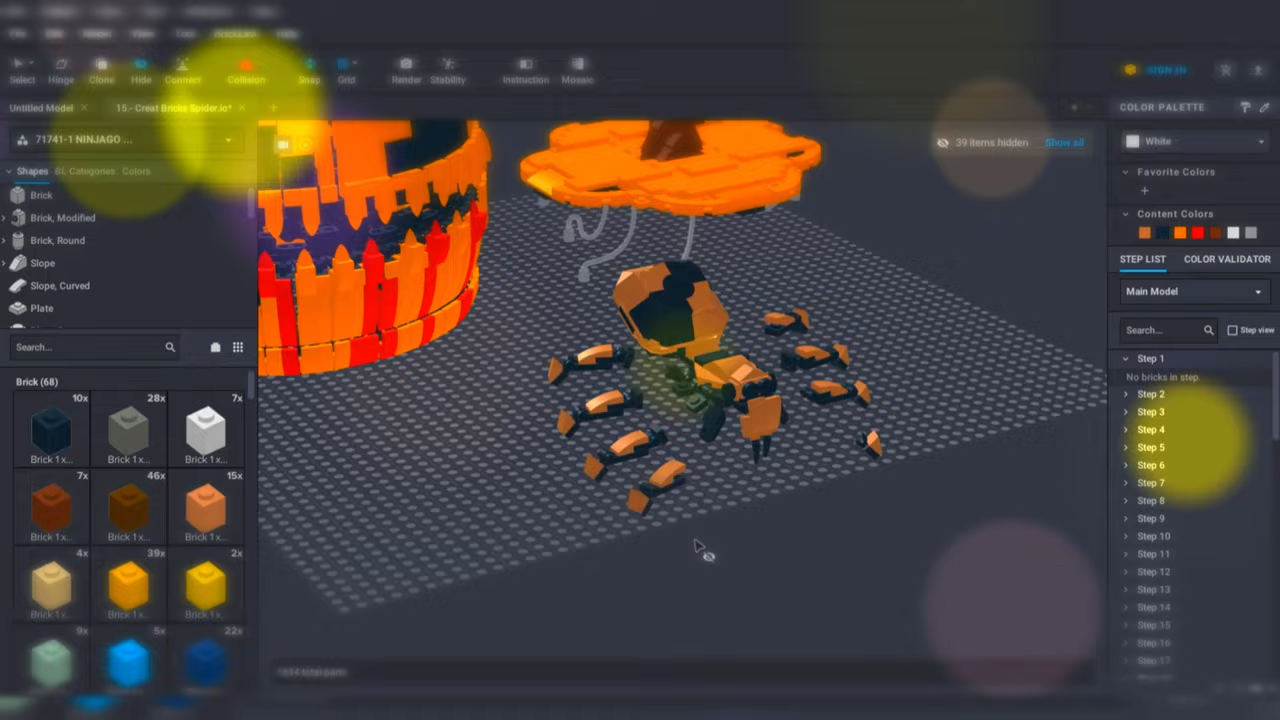 Select Hinge Clone Hide Connect Collision Snap Grid Render Stability Instruction Mosaic
SIGN IN
Untitled Model
15.- Creat Bricks Spider.io*
COLOR PALETTE
71741-1 NINJAGO ...
39 items hidden Show all
White
Shapes BL Categories Colors
Favorite Colors
Brick
+
Brick, Modified
Content Colors
Brick, Round
Slope
STEP LIST COLOR VALIDATOR
Slope, Curved
Main Model
Plate
Search...
Search... Step view
Step 1
No bricks in step.
Brick (68)
Step 2
10x 28x 7x
Step 3
Step 4
Step 5
Brick 1x... Brick 1x... Brick 1x...
Step 6
7x 46x 15x
Step 7
Step 8
Step 9
Brick 1x... Brick 1x... Brick 1x...
Step 10
4x 39x 2x
Step 11
Step 12
Step 13
Step 14
Brick 1x... Brick 1x... Brick 1x...
Step 15
9x 5x 22x
Step 16
Step 17
total parts